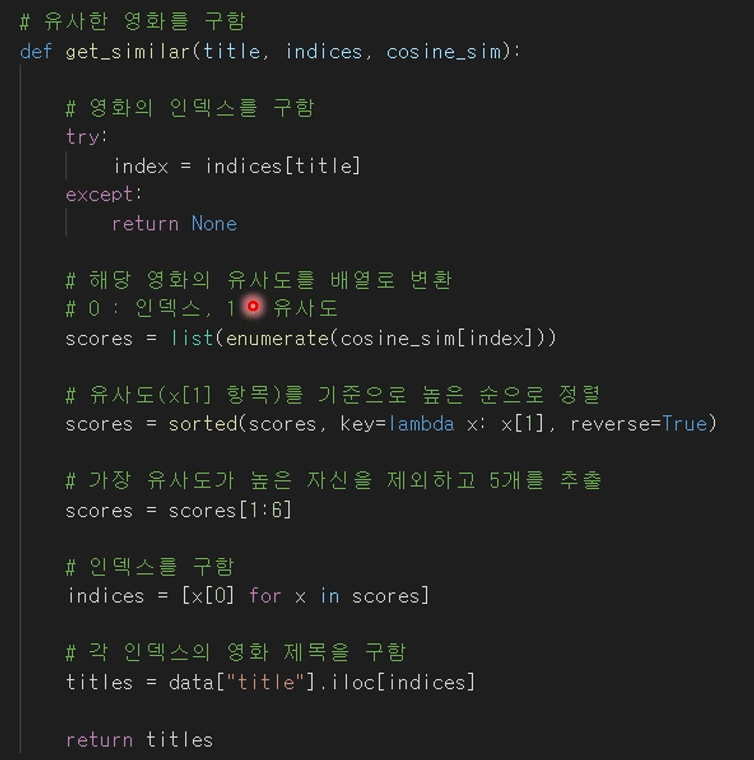 # 유사한 영화를 구함
def get_similar(title, indices, cosine_sim):
# 영화의 인덱스를 구함
try:
index = indices[title]
except:
return None
# 해당 영화의 유사도를 배열로 변환
# 0 : 인덱스, 1 유사도
scores = list(enumerate(cosine_sim[index]))
# 유사도(x[1] 항목)를 기준으로 높은 순으로 정렬
scores = sorted(scores, key=lambda x: x[1], reverse=True)
# 가장 유사도가 높은 자신을 제외하고 5개를 추출
scores = scores[1:6]
# 인덱스를 구함
indices = [x[0] for x in scores]
# 각 인덱스의 영화 제목을 구함
titles = data["title"].iloc[indices]
return titles